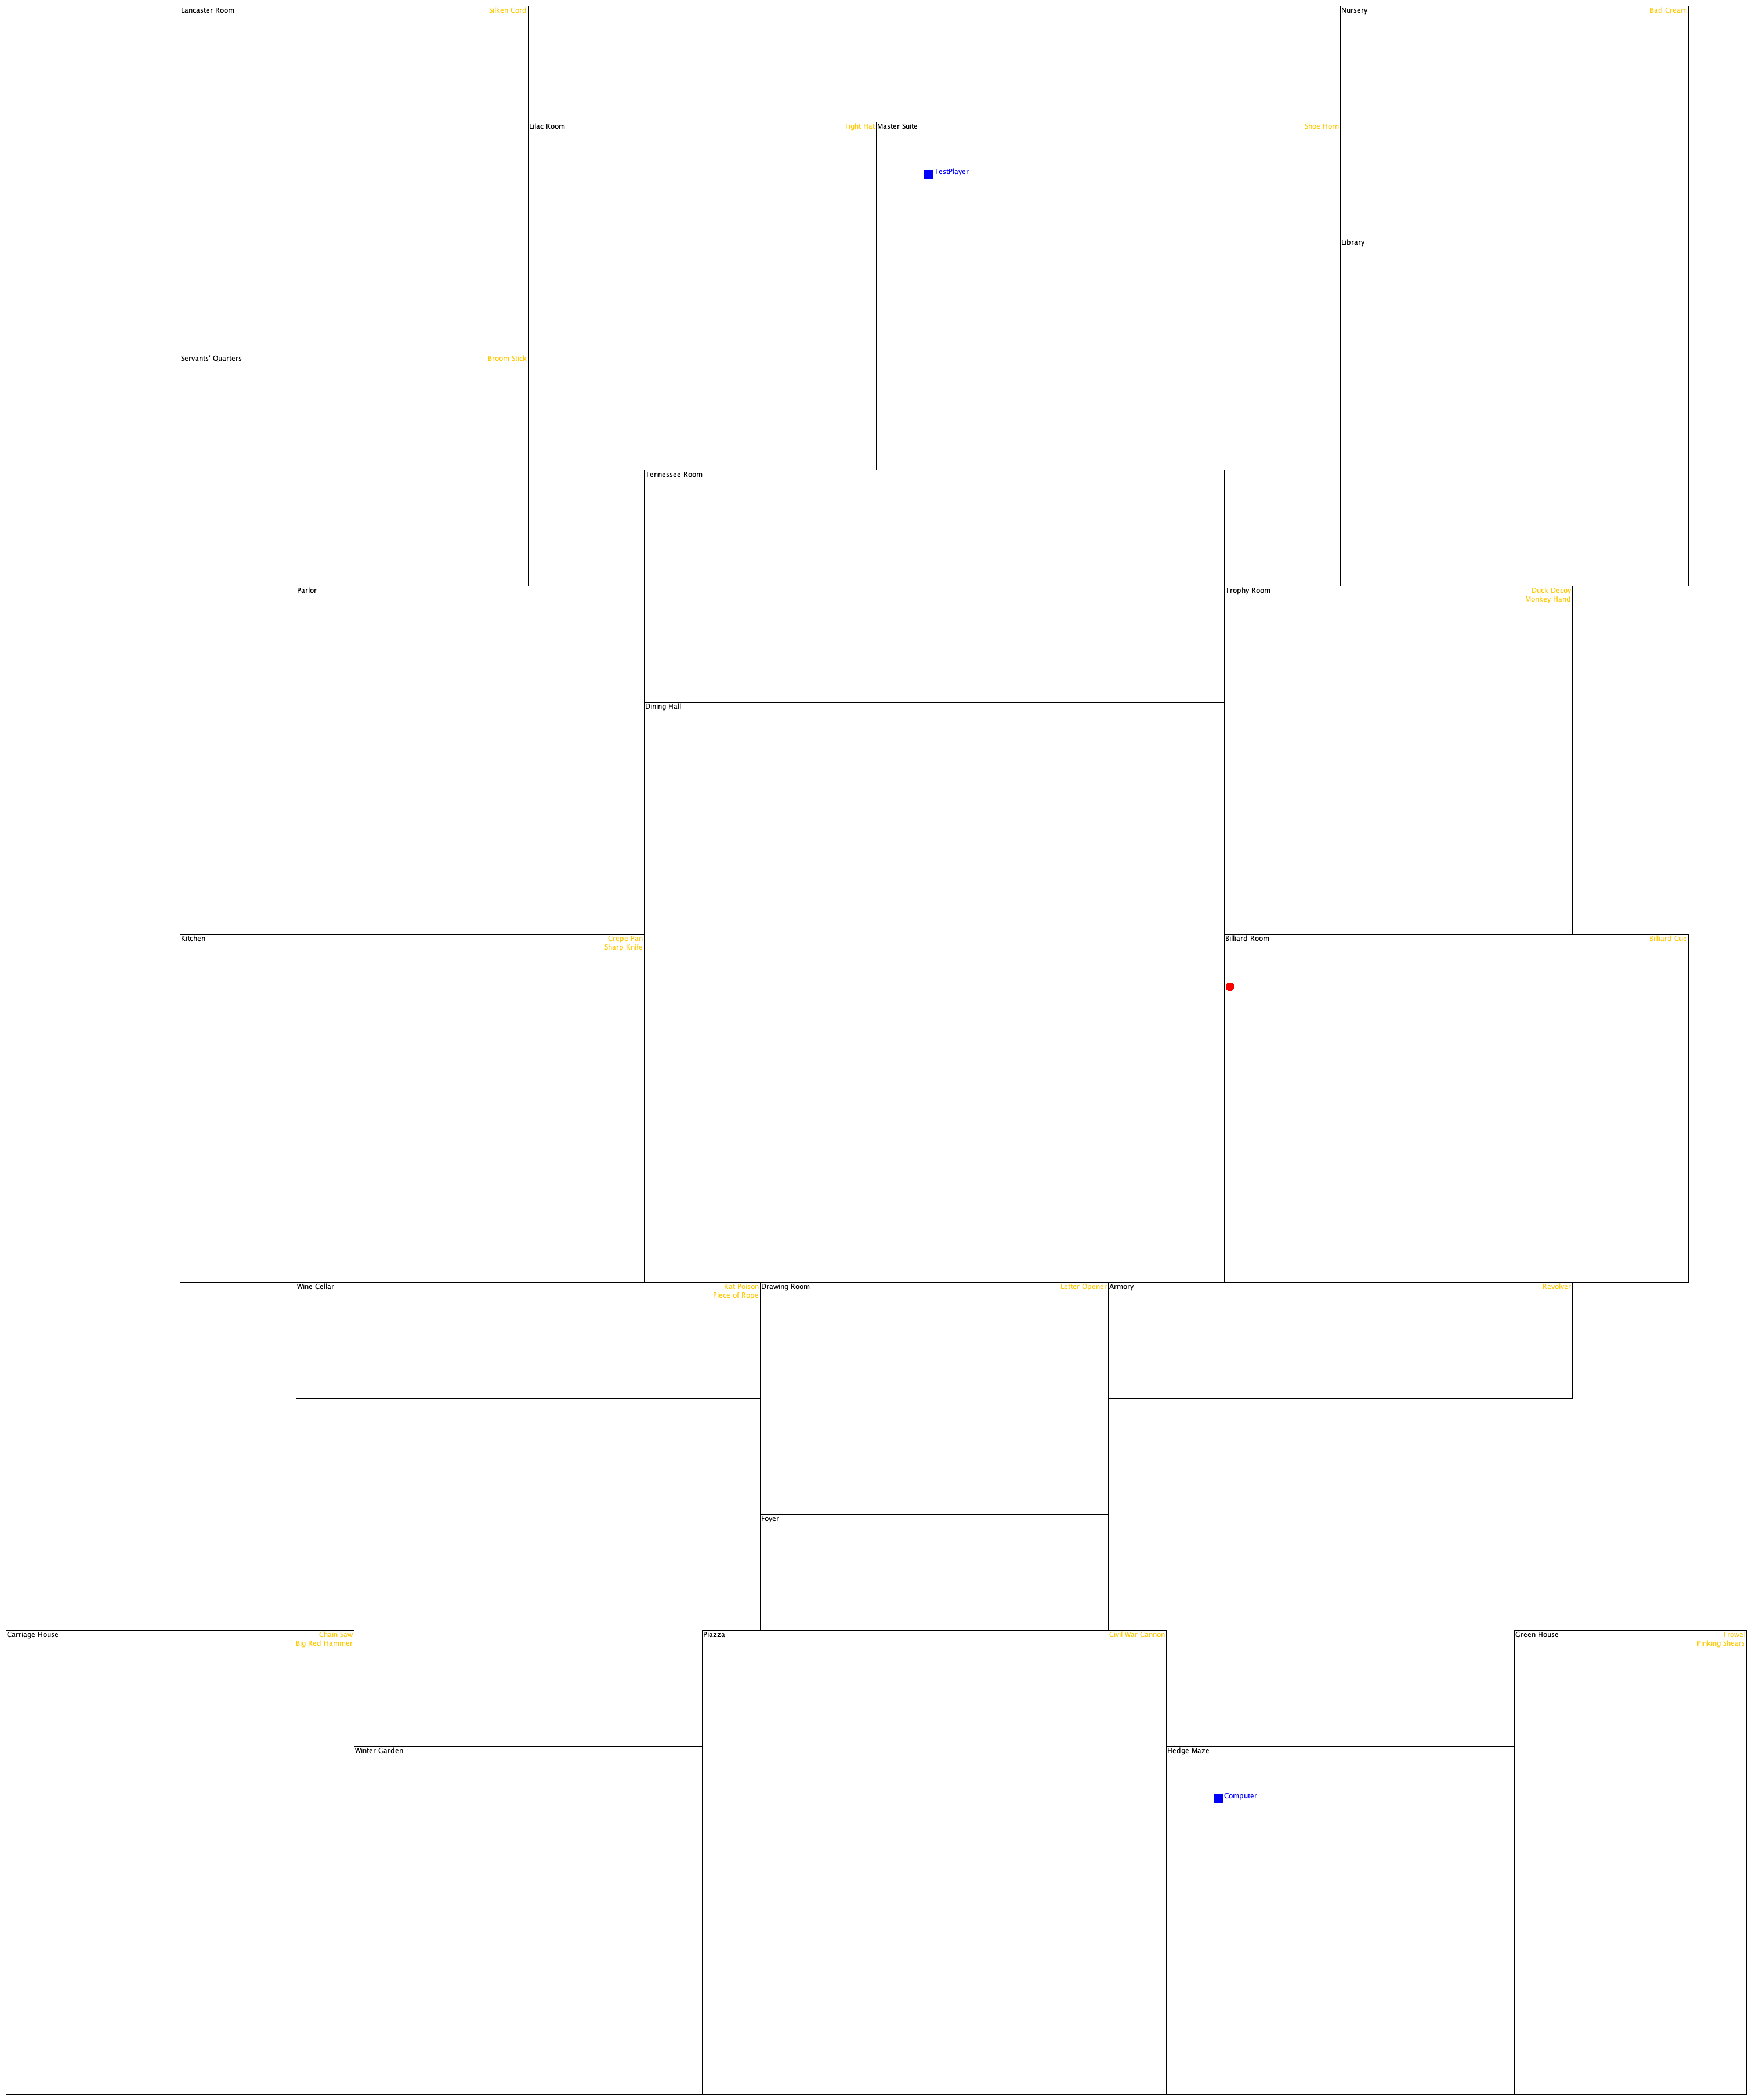 Lancaster Room
Silken Cord
Nursery
Bad Cream
Lilac Room
Tight Hat
Master Suite
Shoe Horn
TestPlayer
Library
Servants' Quarters
Broom Stick
Tennessee Room
Parlor
Trophy Room
Duck Decoy
Monkey Hand
Dining Hall
Kitchen
Crepe Pan
Sharp Knife
Billiard Room
Billiard Cue
Wine Cellar
Rat Poison
Piece of Rope
Drawing Room
Letter Opener
Armory
Revolver
Foyer
Carriage House
Chain Saw
Big Red Hammer
Piazza
Civil War Cannon
Green House
Trowel
Pinking Shears
Winter Garden
Hedge Maze
Computer